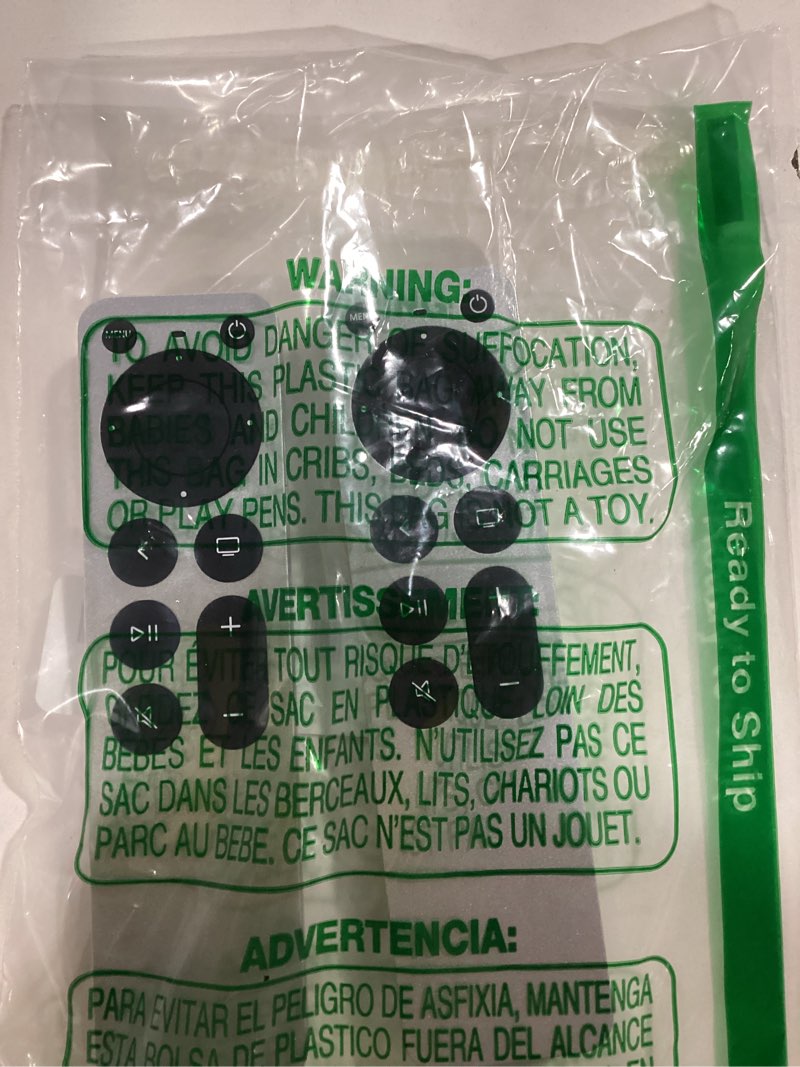 WARNING:
MENU
MENU
TO AVOID DANGER OF SUFFOCATION,
KEEP THIS PLASTIC BAG AWAY FROM
BABIES AND CHILDREN. DO NOT USE
THIS BAG IN CRIBS, BEDS, CARRIAGES
OR PLAY PENS. THIS BAG IS NOT A TOY.
AVERTISSEMENT:
POUR ÉVITER TOUT RISQUE D'ÉTOUFFEMENT,
GARDEZ CE SAC EN PLASTIQUE LOIN DES
BEBES ET LES ENFANTS. N'UTILISEZ PAS CE
SAC DANS LES BERCEAUX, LITS, CHARIOTS OU
PARC AU BEBE. CE SAC N'EST PAS UN JOUET.
ADVERTENCIA:
PARA EVITAR EL PELIGRO DE ASFIXIA, MANTENGA
ESTA BOLSA DE PLASTICO FUERA DEL ALCANCE
EN
Ready to Ship